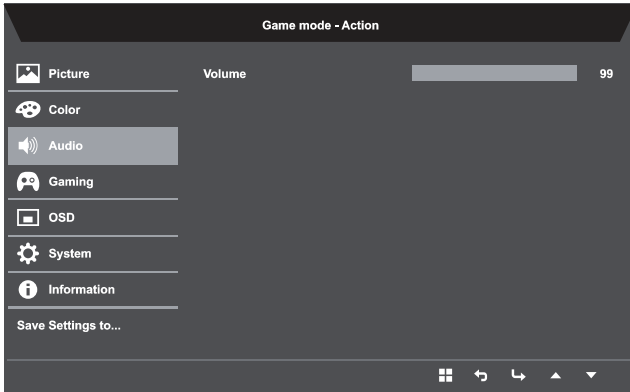 Game mode - Action
Picture
Volume 99
Color
Audio
Gaming
OSD
System
Information
Save Settings to...